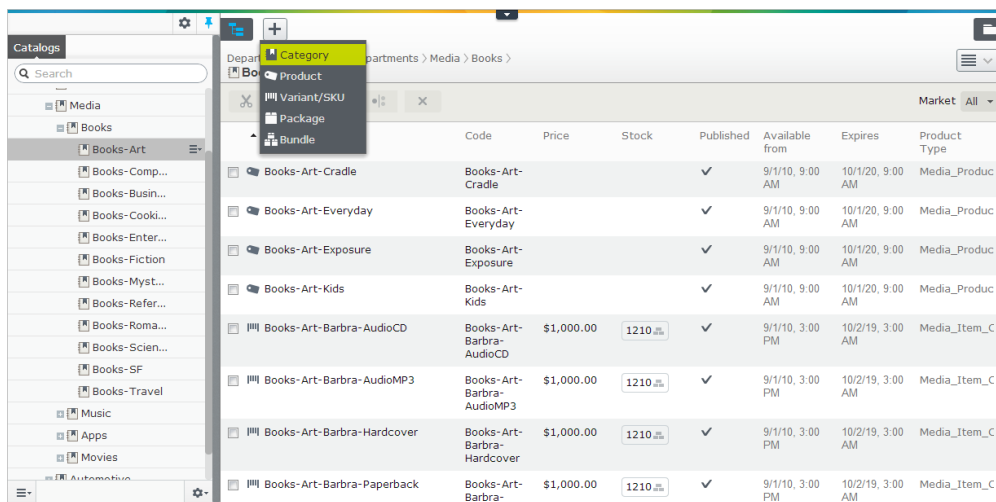 Catalogs
Search
Media
Books
Books-Art
Books-Comp...
Books-Busin...
Books-Cooki...
Books-Enter...
Books-Fiction
Books-Myst...
Books-Refer...
Books-Roma...
Books-Scien...
Books-SF
Books-Travel
Music
Apps
Movies
Automotive
Category
Product
Variant/SKU
Package
Bundle
Depar partments > Media > Books >
Bo
Market All
Code Price Stock Published Available from Expires Product Type
Books-Art-Cradle Books-Art-Cradle 9/1/10, 9:00 AM 10/1/20, 9:00 AM Media_Produc
Books-Art-Everyday Books-Art-Everyday 9/1/10, 9:00 AM 10/1/20, 9:00 AM Media_Produc
Books-Art-Exposure Books-Art-Exposure 9/1/10, 9:00 AM 10/1/20, 9:00 AM Media_Produc
Books-Art-Kids Books-Art-Kids 9/1/10, 9:00 AM 10/1/20, 9:00 AM Media_Produc
Books-Art-Barbra-AudioCD Books-Art-Barbra-AudioCD $1,000.00 1210 9/1/10, 3:00 PM 10/2/19, 3:00 AM Media_Item_C
Books-Art-Barbra-AudioMP3 Books-Art-Barbra-AudioMP3 $1,000.00 1210 9/1/10, 3:00 PM 10/2/19, 3:00 AM Media_Item_C
Books-Art-Barbra-Hardcover Books-Art-Barbra-Hardcover $1,000.00 1210 9/1/10, 3:00 PM 10/2/19, 3:00 AM Media_Item_C
Books-Art-Barbra-Paperback Books-Art-Barbra- $1,000.00 1210 9/1/10, 3:00 PM 10/2/19, 3:00 AM Media_Item_C